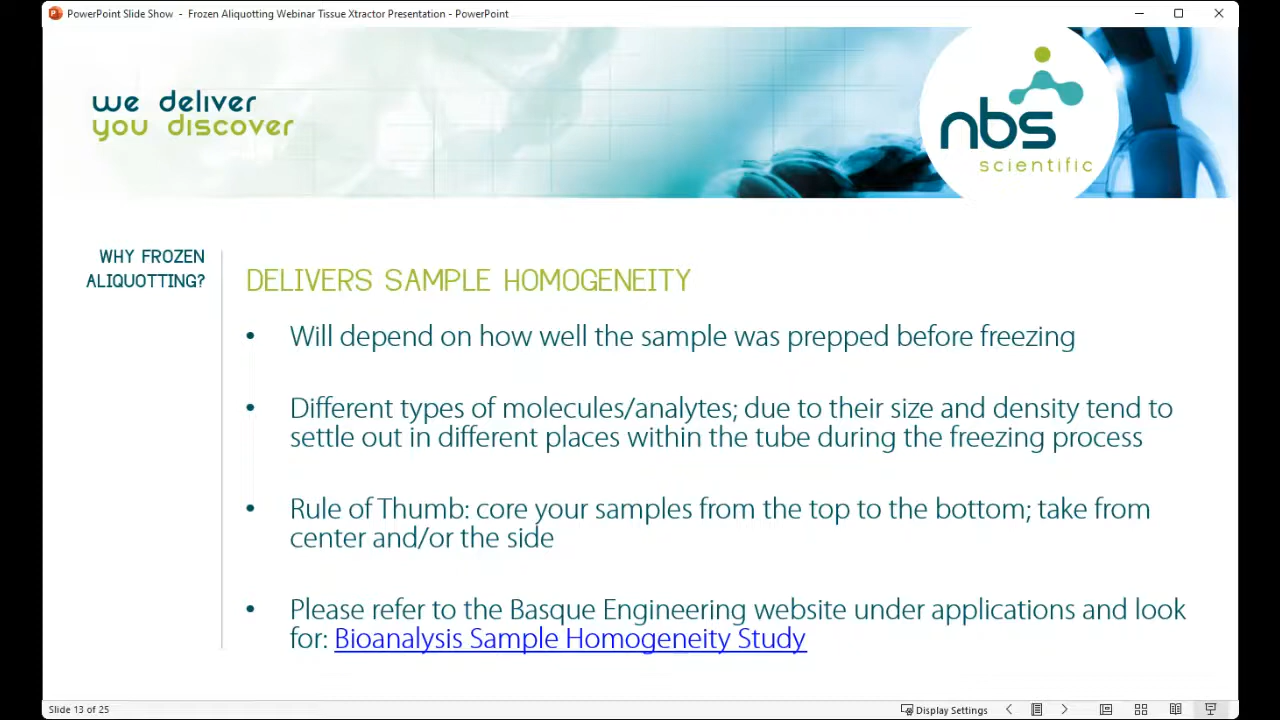 PowerPoint Slide Show - Frozen Aliquotting Webinar Tissue Xtractor Presentation - PowerPoint
we deliver
you discover
nbs
scientific
WHY FROZEN
ALIQUOTTING?
DELIVERS SAMPLE HOMOGENEITY
• Will depend on how well the sample was prepped before freezing
• Different types of molecules/analytes; due to their size and density tend to
settle out in different places within the tube during the freezing process
• Rule of Thumb: core your samples from the top to the bottom; take from
center and/or the side
• Please refer to the Basque Engineering website under applications and look
for: Bioanalysis Sample Homogeneity Study
Slide 13 of 25
Display Settings